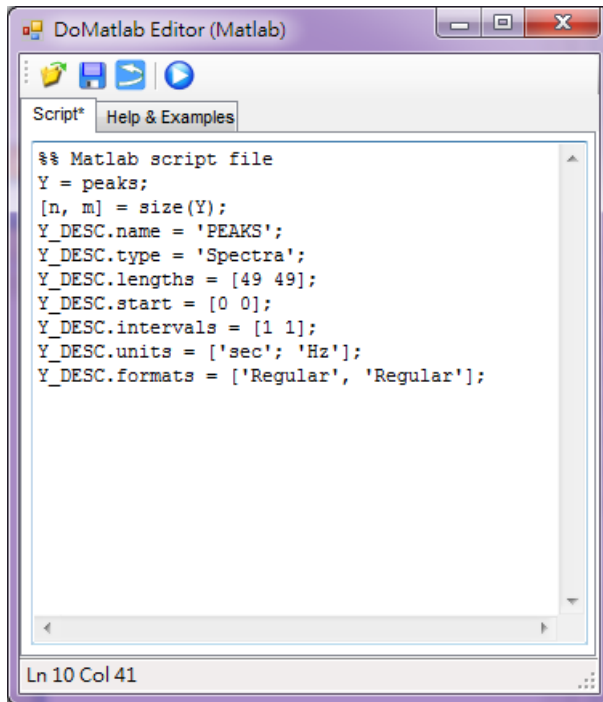 DoMatlab Editor (Matlab)
Script* Help & Examples
%% Matlab script file
Y = peaks;
[n, m] = size(Y);
Y_DESC.name = 'PEAKS';
Y_DESC.type = 'Spectra';
Y_DESC.lengths = [49 49];
Y_DESC.start = [0 0];
Y_DESC.intervals = [1 1];
Y_DESC.units = ['sec'; 'Hz'];
Y_DESC.formats = ['Regular', 'Regular'];
Ln 10 Col 41